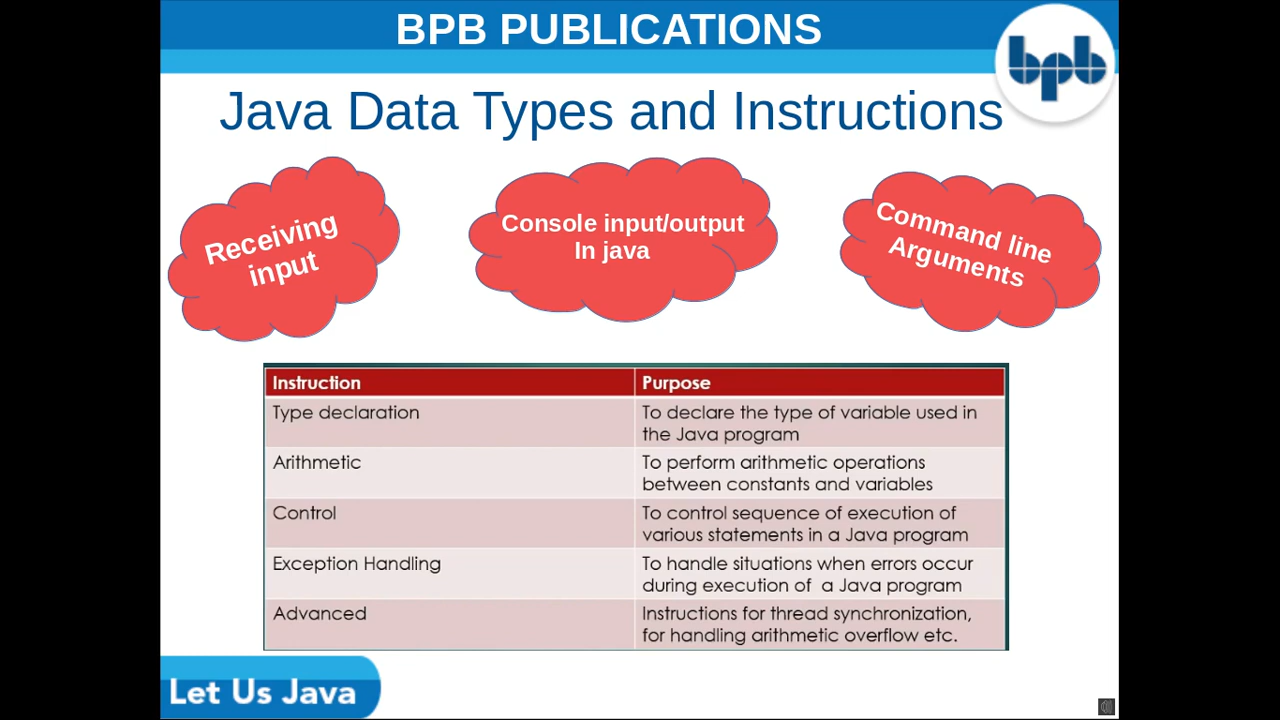 BPB PUBLICATIONS
bpb
Java Data Types and Instructions
Receiving
input
Console input/output
In java
Command line
Arguments
Instruction Purpose
Type declaration To declare the type of variable used in
the Java program
Arithmetic To perform arithmetic operations
between constants and variables
Control To control sequence of execution of
various statements in a Java program
Exception Handling To handle situations when errors occur
during execution of a Java program
Advanced Instructions for thread synchronization,
for handling arithmetic overflow etc.
Let Us Java